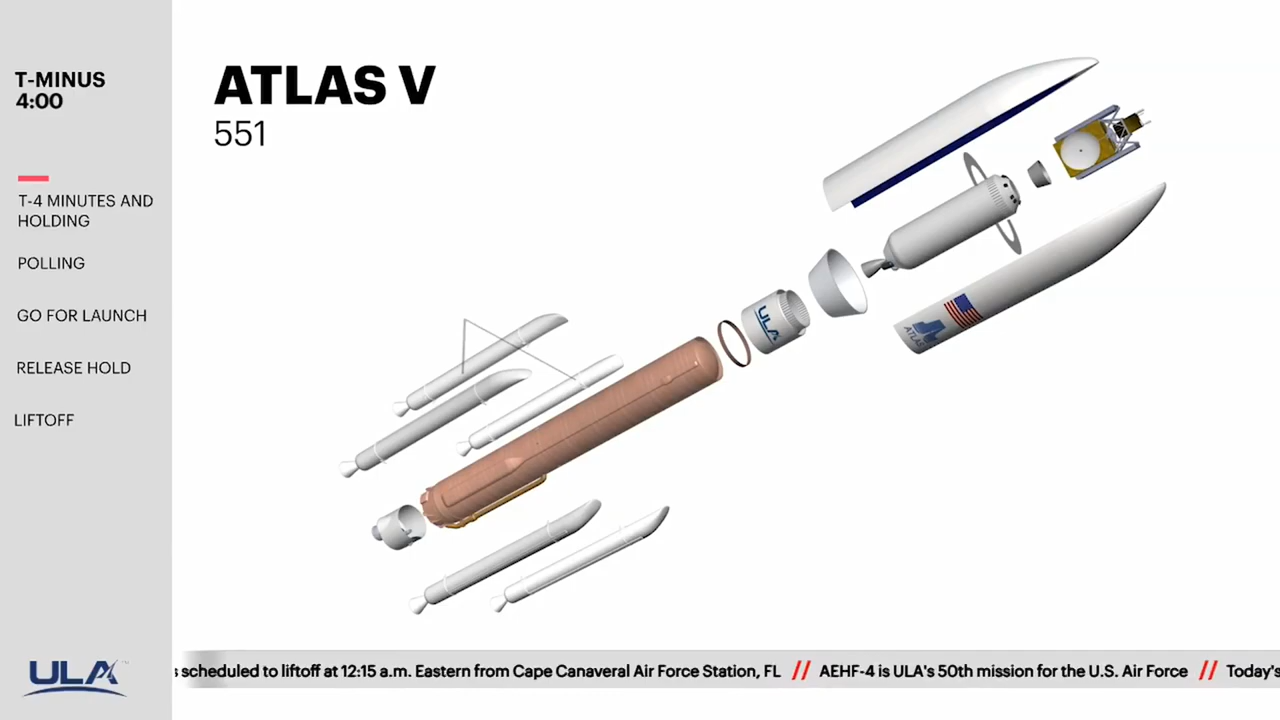 T-MINUS
4:00
T-4 MINUTES AND
HOLDING
POLLING
GO FOR LAUNCH
RELEASE HOLD
LIFTOFF
ULA
TM
ATLAS V
551
ULA
ATLAS
s scheduled to liftoff at 12:15 a.m. Eastern from Cape Canaveral Air Force Station, FL // AEHF-4 is ULA's 50th mission for the U.S. Air Force // Today's